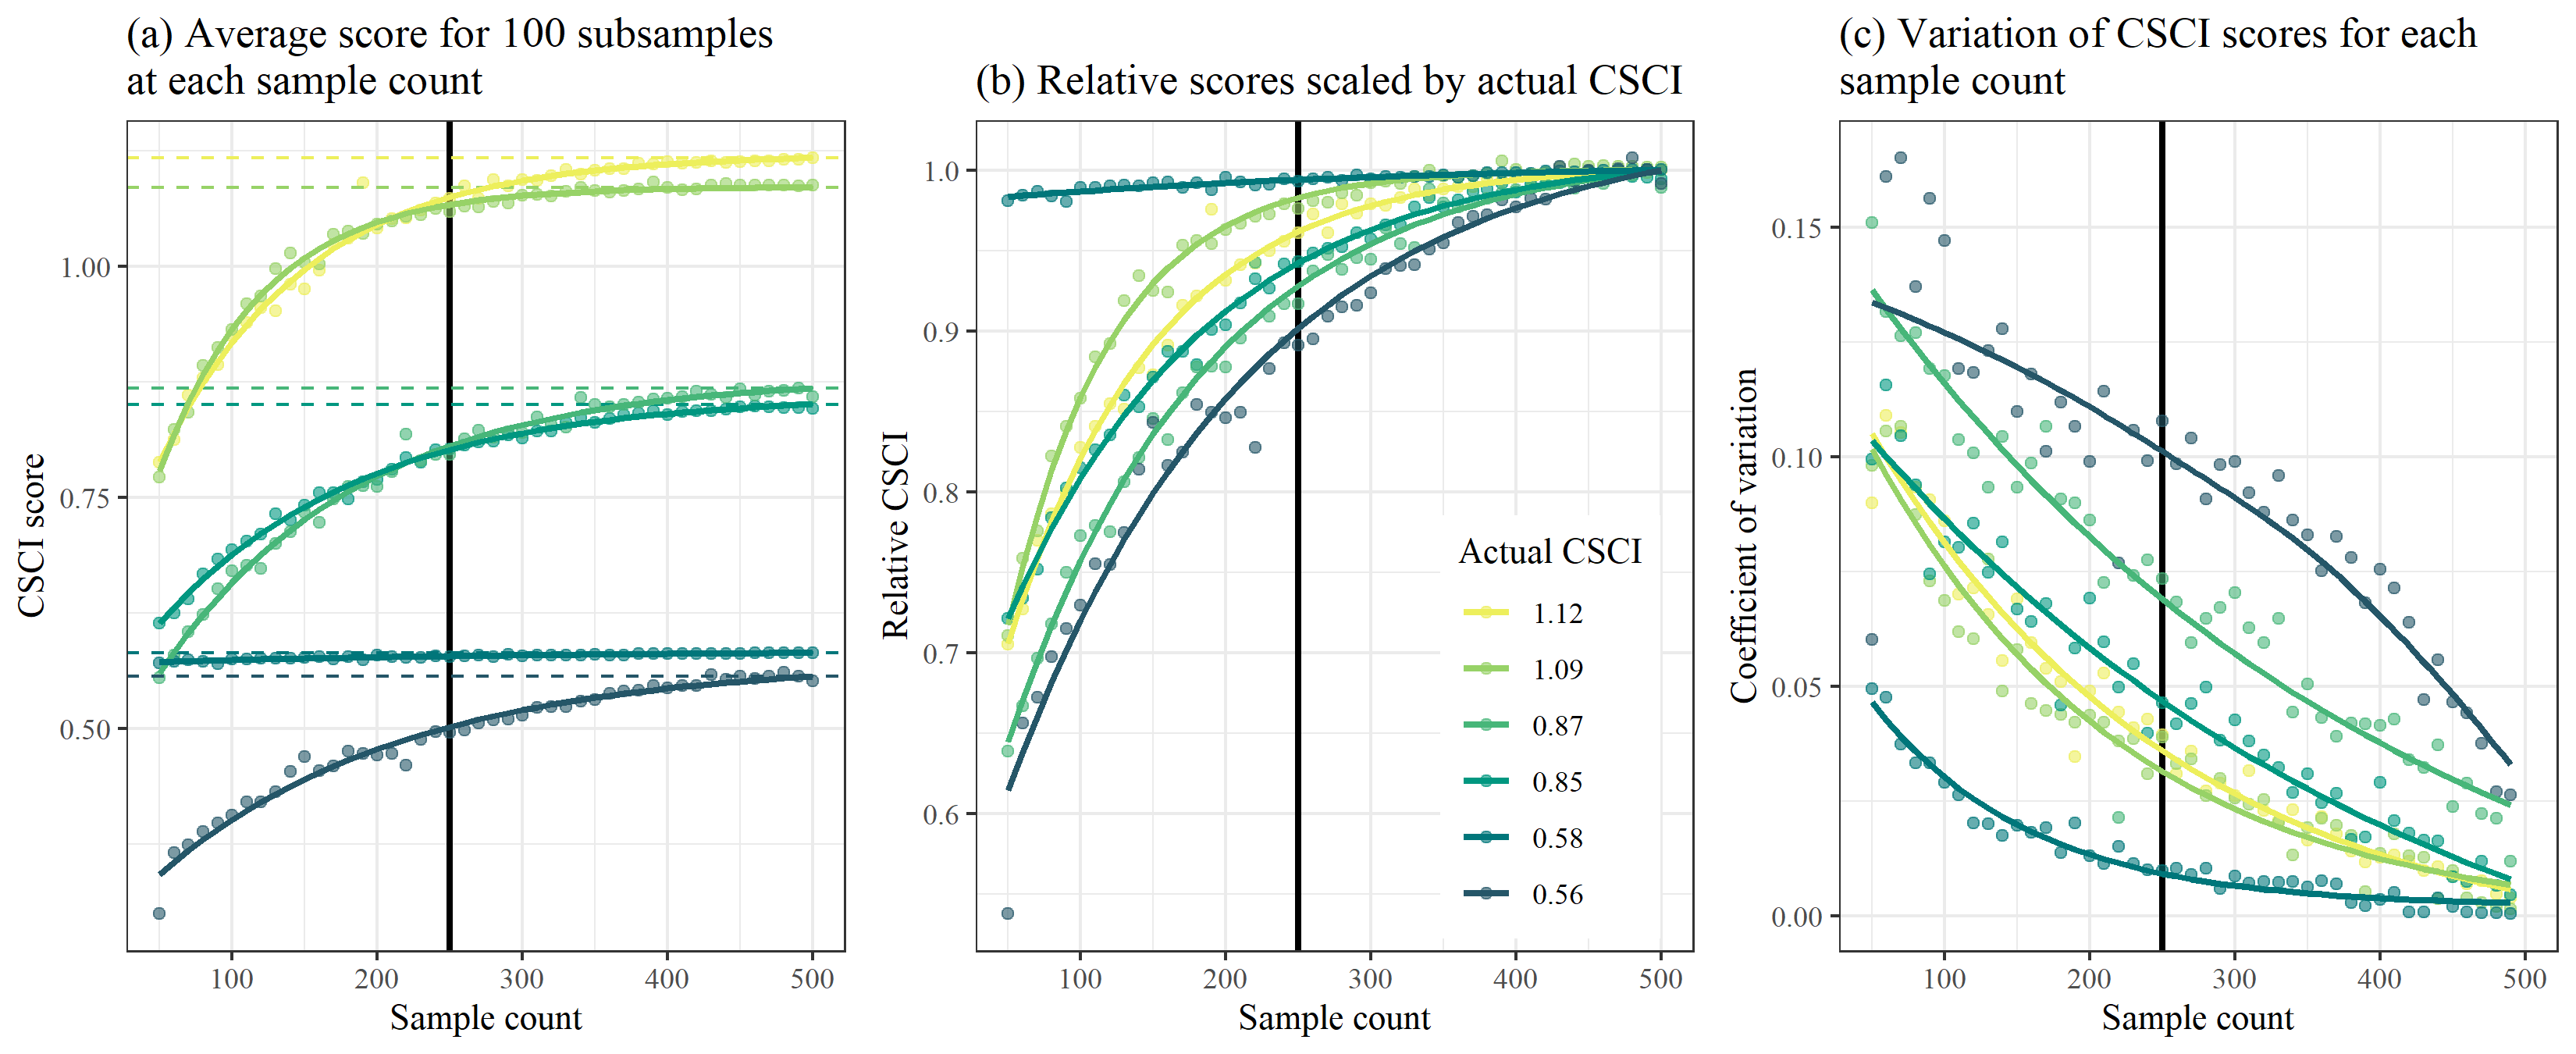 (a) Average score for 100 subsamples
at each sample count
CSCI score
1.00
0.75
0.50
100 200 300 400 500
Sample count
(b) Relative scores scaled by actual CSCI
Relative CSCI
1.0
0.9
0.8
0.7
0.6
Actual CSCI
1.12
1.09
0.87
0.85
0.58
0.56
100 200 300 400 500
Sample count
(c) Variation of CSCI scores for each
sample count
Coefficient of variation
0.15
0.10
0.05
0.00
100 200 300 400 500
Sample count